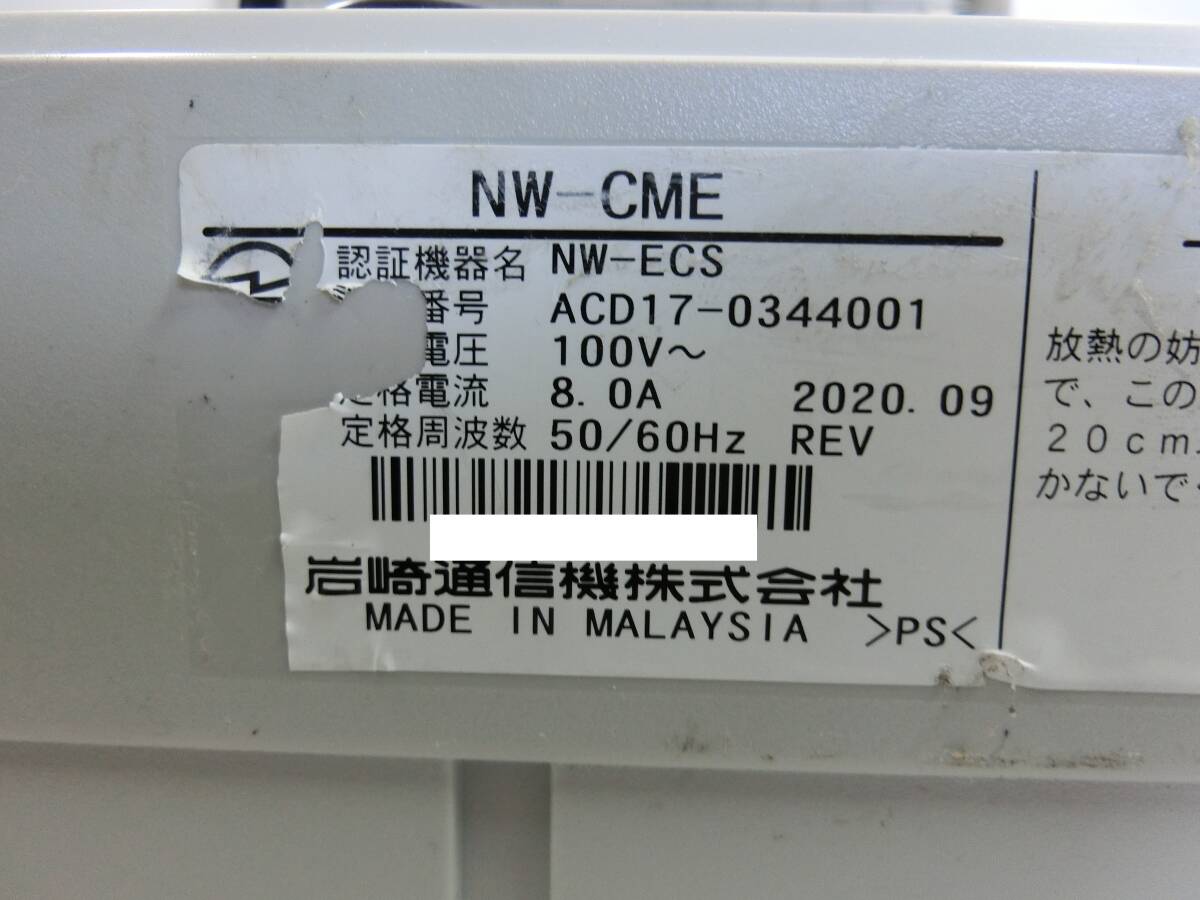 NW-CME
認証機器名 NW-ECS
番号 ACD17-0344001
電圧 100V～
定格電流 8.0A 2020.09
定格周波数 50/60Hz REV
岩崎通信機株式会社
MADE IN MALAYSIA >PS<
放熱の妨
で、この
20cm
かないで